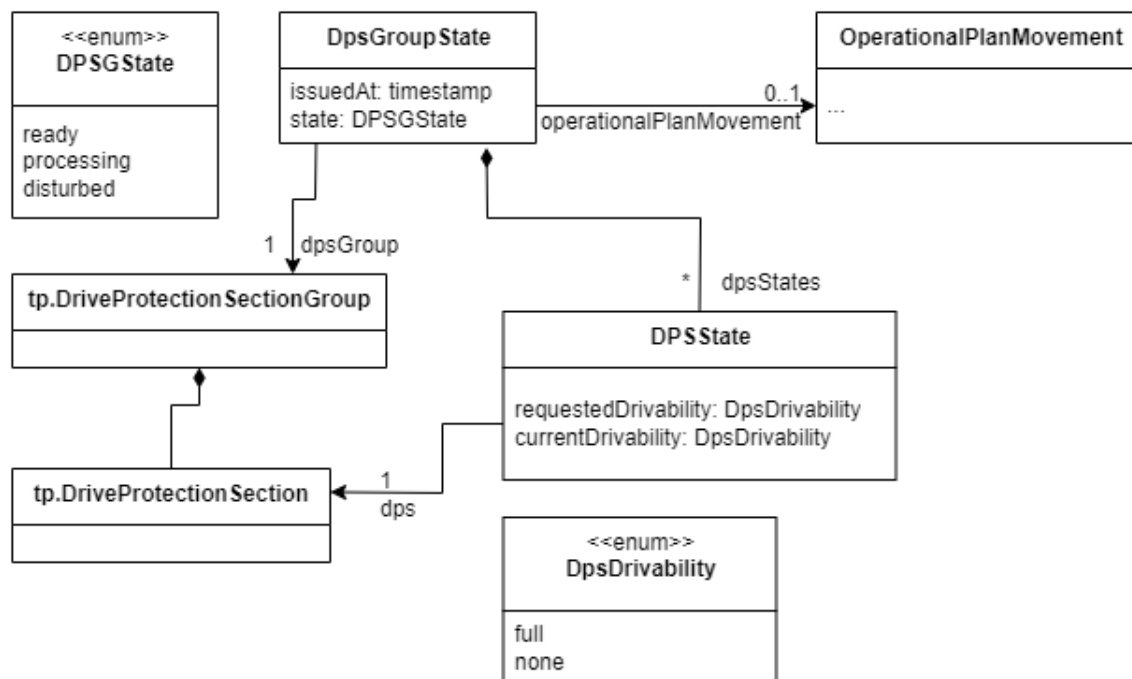 <<enum>>
DPSGState
ready
processing
disturbed
DpsGroupState
issuedAt: timestamp
state: DPSGState
OperationalPlanMovement
...
0..1
operationalPlanMovement
1
dpsGroup
tp.DriveProtectionSectionGroup
*
dpsStates
DPSState
requestedDrivability: DpsDrivability
currentDrivability: DpsDrivability
tp.DriveProtectionSection
1
dps
<<enum>>
DpsDrivability
full
none